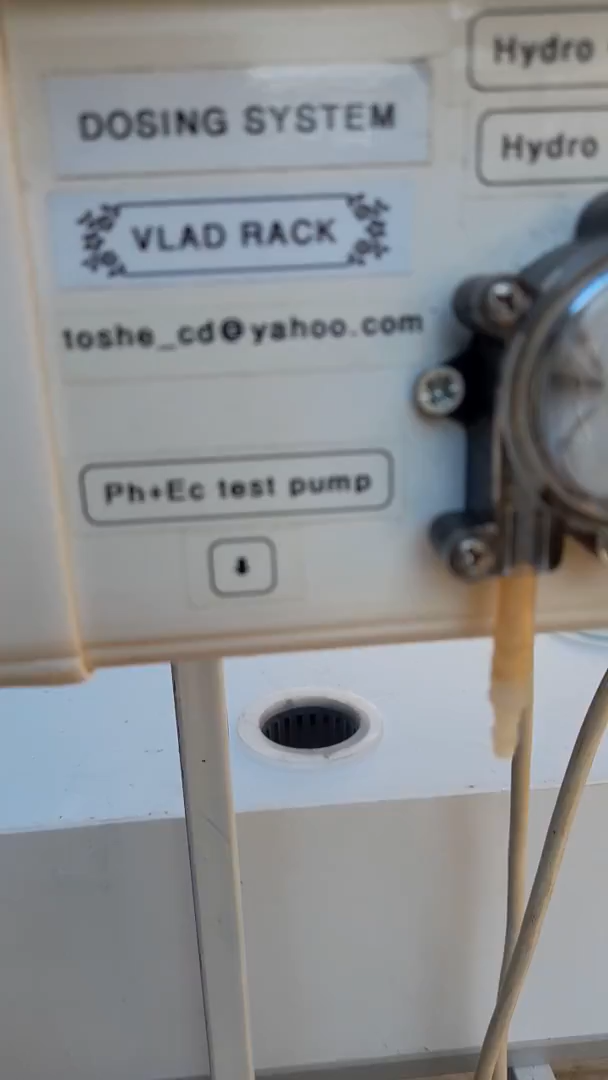 DOSING SYSTEM
VLAD RACK
toshe_cd@yahoo.com
Ph+Ec test pump
Hydro
Hydro